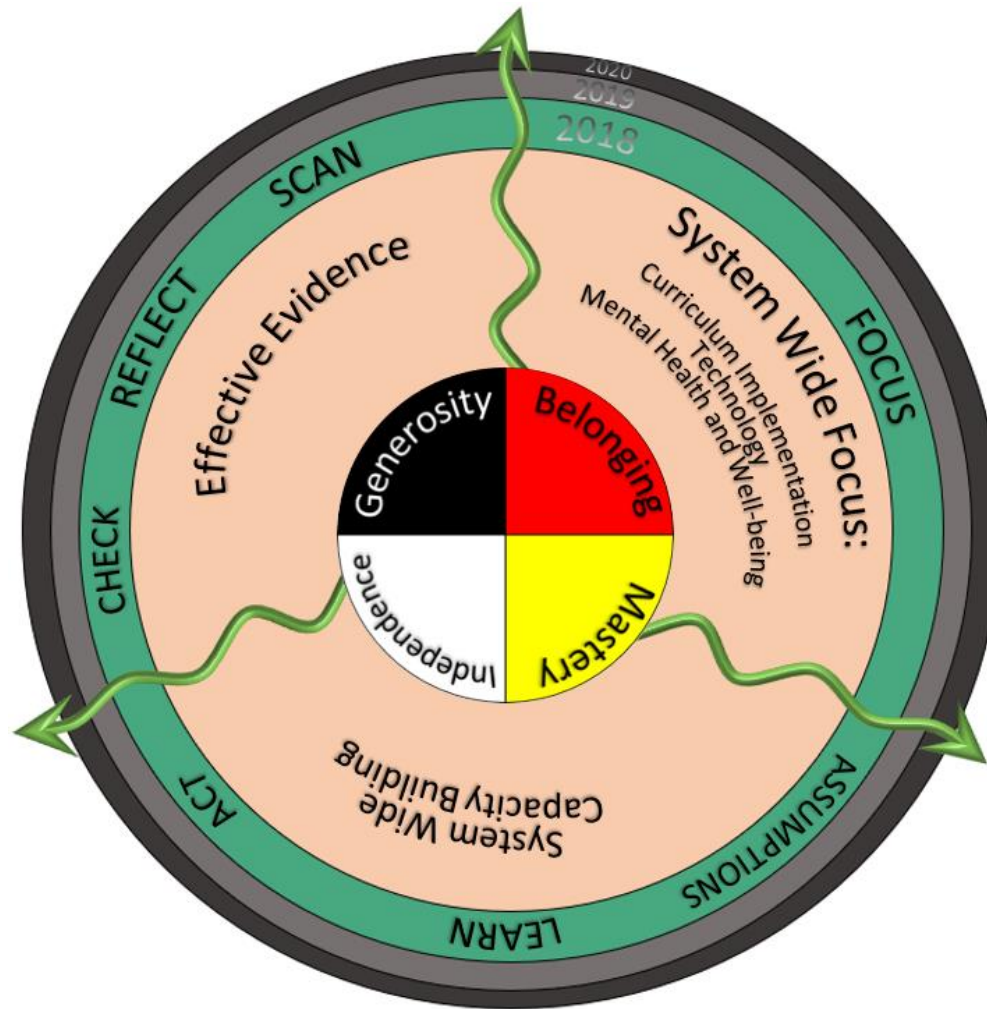 2020
2019
2018
SCAN
FOCUS
REFLECT
CHECK
ASSUMPTIONS
LEARN
ACT
Effective Evidence
System Wide Focus:
Curriculum Implementation
Technology
Mental Health and Well-being
System Wide
Capacity Building
Generosity
Belonging
Independence
Mastery